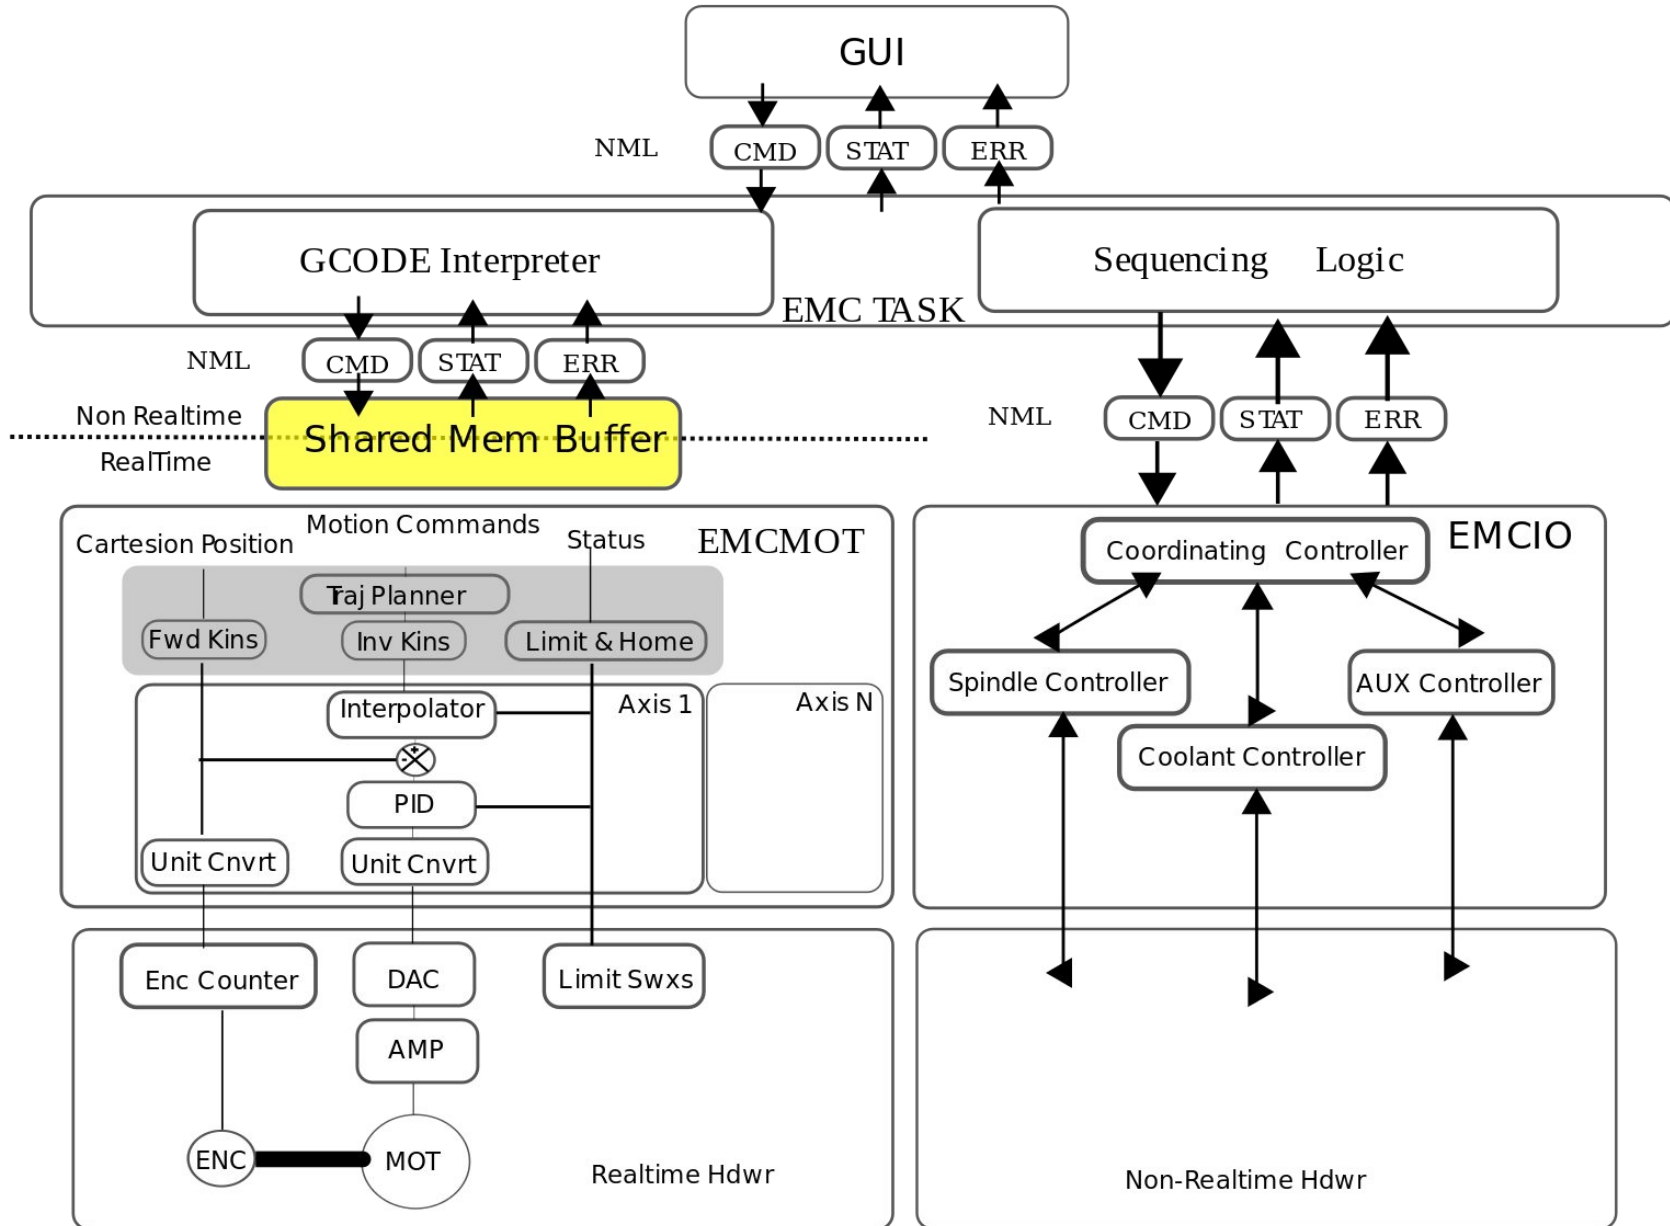 GUI
NML
CMD
STAT
ERR
GCODE Interpreter
Sequencing Logic
EMC TASK
NML
CMD
STAT
ERR
NML
CMD
STAT
ERR
Non Realtime
Shared Mem Buffer
RealTime
Cartesion Position
Motion Commands
Status
EMCMOT
Traj Planner
Fwd Kins
Inv Kins
Limit & Home
Interpolator
Axis 1
Axis N
+
-
PID
Unit Cnvrt
Unit Cnvrt
EMCIO
Coordinating Controller
Spindle Controller
AUX Controller
Coolant Controller
Enc Counter
DAC
Limit Swxs
AMP
ENC
MOT
Realtime Hdwr
Non-Realtime Hdwr